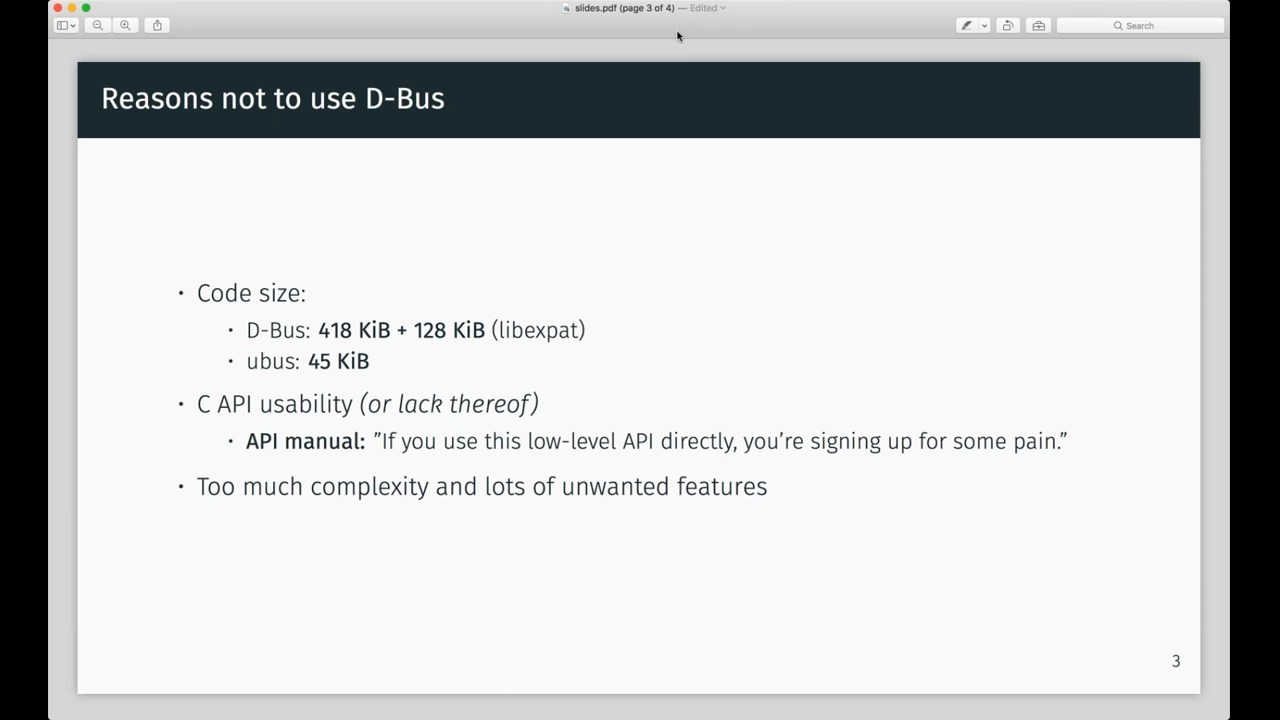 slides.pdf (page 3 of 4) — Edited
Search
Reasons not to use D-Bus
• Code size:
• D-Bus: 418 KiB + 128 KiB (libexpat)
• ubus: 45 KiB
• C API usability (or lack thereof)
• API manual: ”If you use this low-level API directly, you’re signing up for some pain.”
• Too much complexity and lots of unwanted features
3